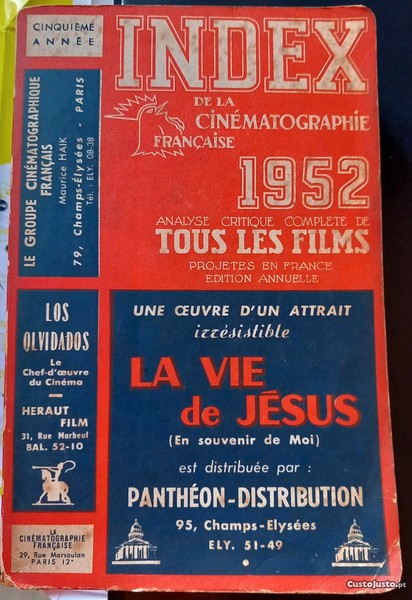 CINQUIÈME
ANNÉE
INDEX
DE LA
CINÉMATOGRAPHIE
FRANÇAISE
1952
ANALYSE CRITIQUE COMPLETE DE
TOUS LES FILMS
PROJETES EN FRANCE
EDITION ANNUELLE
LE GROUPE CINÉMATOGRAPHIQUE
FRANÇAIS
Maurice HAIK
79, Champs-Élysées - PARIS
Tél. : ELY. 08-38
LOS
OLVIDADOS
Le
Chef-d'œuvre
du Cinéma
HERAUT
FILM
31, Rue Marbeuf
BAL. 52-10
LA
CINÉMATOGRAPHIE
FRANÇAISE
29, Rue Marsoulan
PARIS 12e
UNE ŒUVRE D'UN ATTRAIT
irrésistible
LA VIE
de JÉSUS
(En souvenir de Moi)
est distribuée par :
PANTHÉON-DISTRIBUTION
95, Champs-Elysées
ELY. 51-49
Custojusto.pt